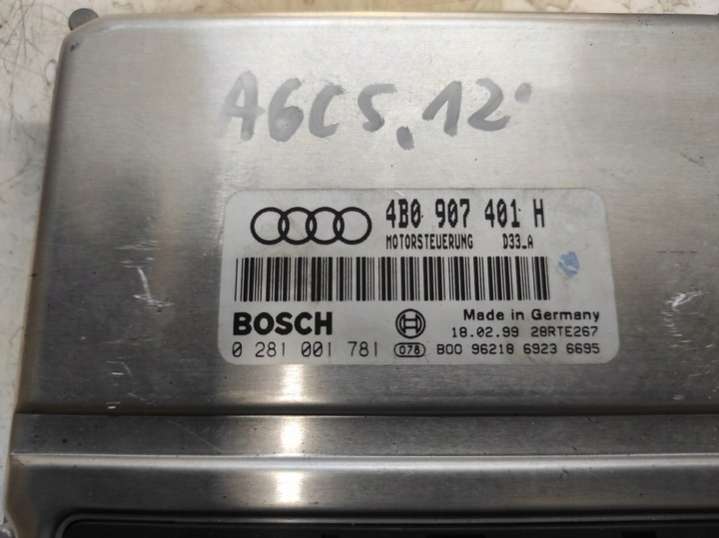 A6C5, 12'
4B0 907 401 H
MOTORSTEUERUNG D33_A
BOSCH
Made in Germany
18.02.99 28RTE267
0 281 001 781 078 B00 96218 6923 6695